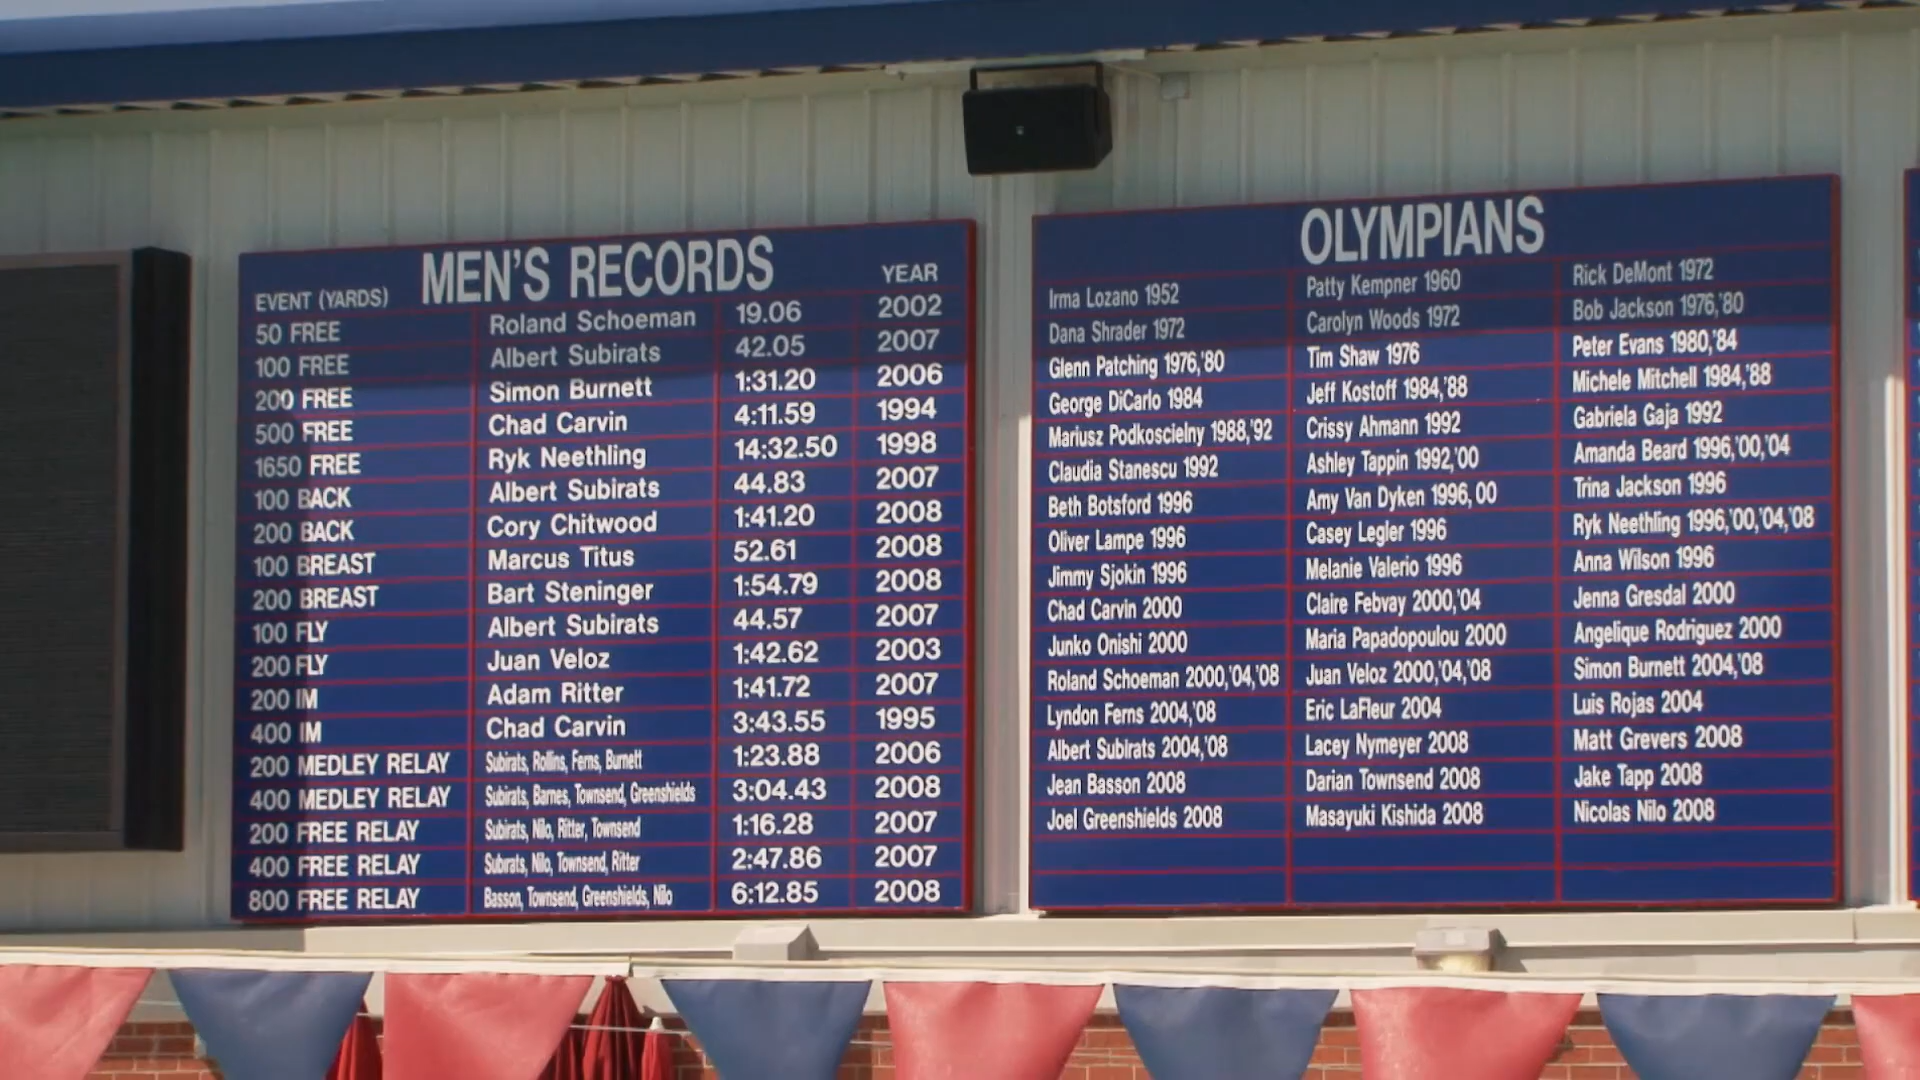 MEN'S RECORDS
EVENT (YARDS) YEAR
50 FREE Roland Schoeman 19.06 2002
100 FREE Albert Subirats 42.05 2007
200 FREE Simon Burnett 1:31.20 2006
500 FREE Chad Carvin 4:11.59 1994
1650 FREE Ryk Neethling 14:32.50 1998
100 BACK Albert Subirats 44.83 2007
200 BACK Cory Chitwood 1:41.20 2008
100 BREAST Marcus Titus 52.61 2008
200 BREAST Bart Steninger 1:54.79 2008
100 FLY Albert Subirats 44.57 2007
200 FLY Juan Veloz 1:42.62 2003
200 IM Adam Ritter 1:41.72 2007
400 IM Chad Carvin 3:43.55 1995
200 MEDLEY RELAY Subirats, Rollins, Ferns, Burnett 1:23.88 2006
400 MEDLEY RELAY Subirats, Barnes, Townsend, Greenshields 3:04.43 2008
200 FREE RELAY Subirats, Nilo, Ritter, Townsend 1:16.28 2007
400 FREE RELAY Subirats, Nilo, Townsend, Ritter 2:47.86 2007
800 FREE RELAY Basson, Townsend, Greenshields, Nilo 6:12.85 2008
OLYMPIANS
Irma Lozano 1952 Patty Kempner 1960 Rick DeMont 1972
Dana Shrader 1972 Carolyn Woods 1972 Bob Jackson 1976,'80
Glenn Patching 1976,'80 Tim Shaw 1976 Peter Evans 1980,'84
George DiCarlo 1984 Jeff Kostoff 1984,'88 Michele Mitchell 1984,'88
Mariusz Podkoscielny 1988,'92 Crissy Ahmann 1992 Gabriela Gaja 1992
Claudia Stanescu 1992 Ashley Tappin 1992,'00 Amanda Beard 1996,'00,'04
Beth Botsford 1996 Amy Van Dyken 1996,'00 Trina Jackson 1996
Oliver Lampe 1996 Casey Legler 1996 Ryk Neethling 1996,'00,'04,'08
Jimmy Sjokin 1996 Melanie Valerio 1996 Anna Wilson 1996
Chad Carvin 2000 Claire Febvay 2000,'04 Jenna Gresdal 2000
Junko Onishi 2000 Maria Papadopoulou 2000 Angelique Rodriguez 2000
Roland Schoeman 2000,'04,'08 Juan Veloz 2000,'04,'08 Simon Burnett 2004,'08
Lyndon Ferns 2004,'08 Eric LaFleur 2004 Luis Rojas 2004
Albert Subirats 2004,'08 Lacey Nymeyer 2008 Matt Grevers 2008
Jean Basson 2008 Darian Townsend 2008 Jake Tapp 2008
Joel Greenshields 2008 Masayuki Kishida 2008 Nicolas Nilo 2008